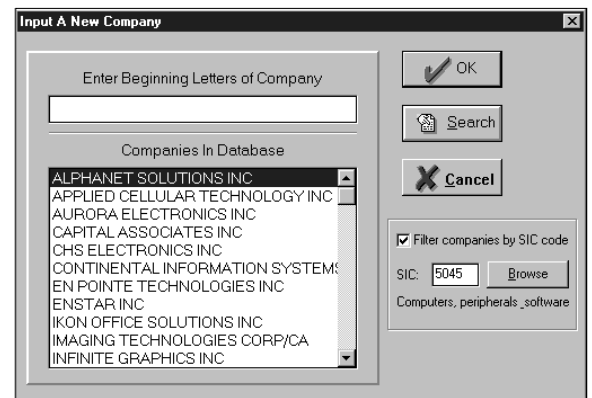 Input A New Company
Enter Beginning Letters of Company
Companies In Database
ALPHANET SOLUTIONS INC
APPLIED CELLULAR TECHNOLOGY INC
AURORA ELECTRONICS INC
CAPITAL ASSOCIATES INC
CHS ELECTRONICS INC
CONTINENTAL INFORMATION SYSTEMS
EN POINTE TECHNOLOGIES INC
ENSTAR INC
IKON OFFICE SOLUTIONS INC
IMAGING TECHNOLOGIES CORP/CA
INFINITE GRAPHICS INC
OK
Search
Cancel
Filter companies by SIC code
SIC: 5045 Browse
Computers, peripherals _software